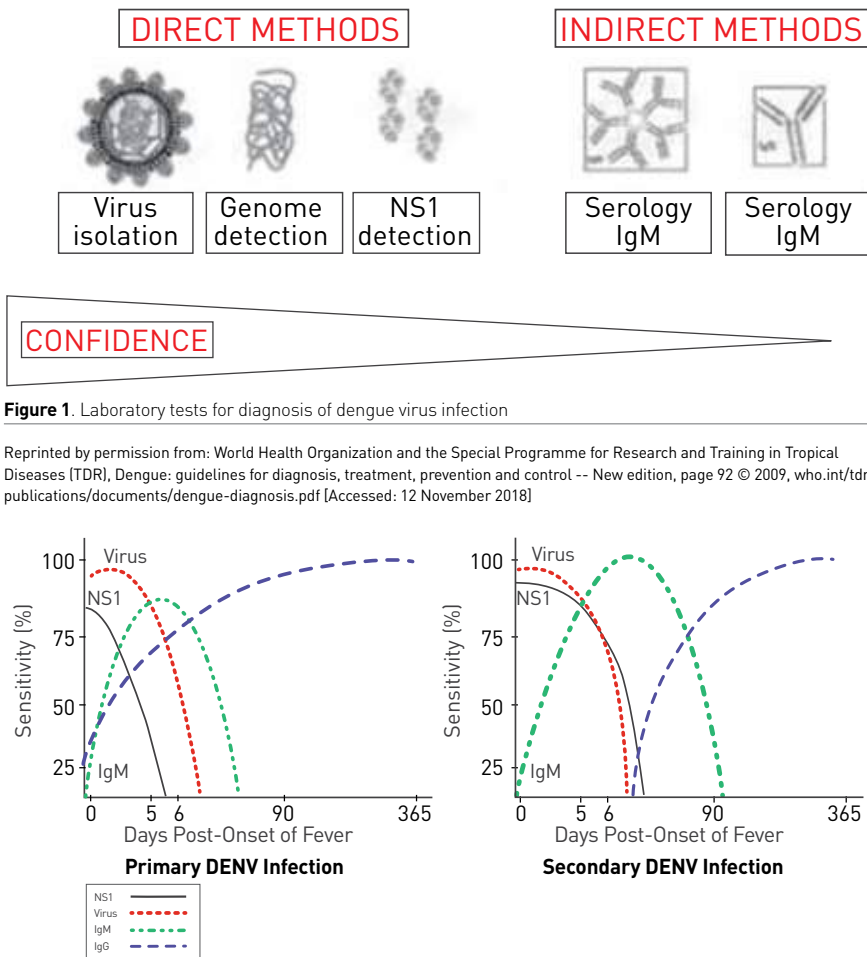 DIRECT METHODS
INDIRECT METHODS
Virus
isolation
Genome
detection
NS1
detection
Serology
IgM
Serology
IgM
CONFIDENCE
Figure 1. Laboratory tests for diagnosis of dengue virus infection
Reprinted by permission from: World Health Organization and the Special Programme for Research and Training in Tropical
Diseases (TDR), Dengue: guidelines for diagnosis, treatment, prevention and control -- New edition, page 92 © 2009, who.int/tdr
publications/documents/dengue-diagnosis.pdf [Accessed: 12 November 2018]
Sensitivity (%)
100
75
50
25
Virus
NS1
IgM
0 5 6 90 365
Days Post-Onset of Fever
Primary DENV Infection
Sensitivity (%)
100
75
50
25
Virus
NS1
IgM
0 5 6 90 365
Days Post-Onset of Fever
Secondary DENV Infection
NS1
Virus
IgM
IgG